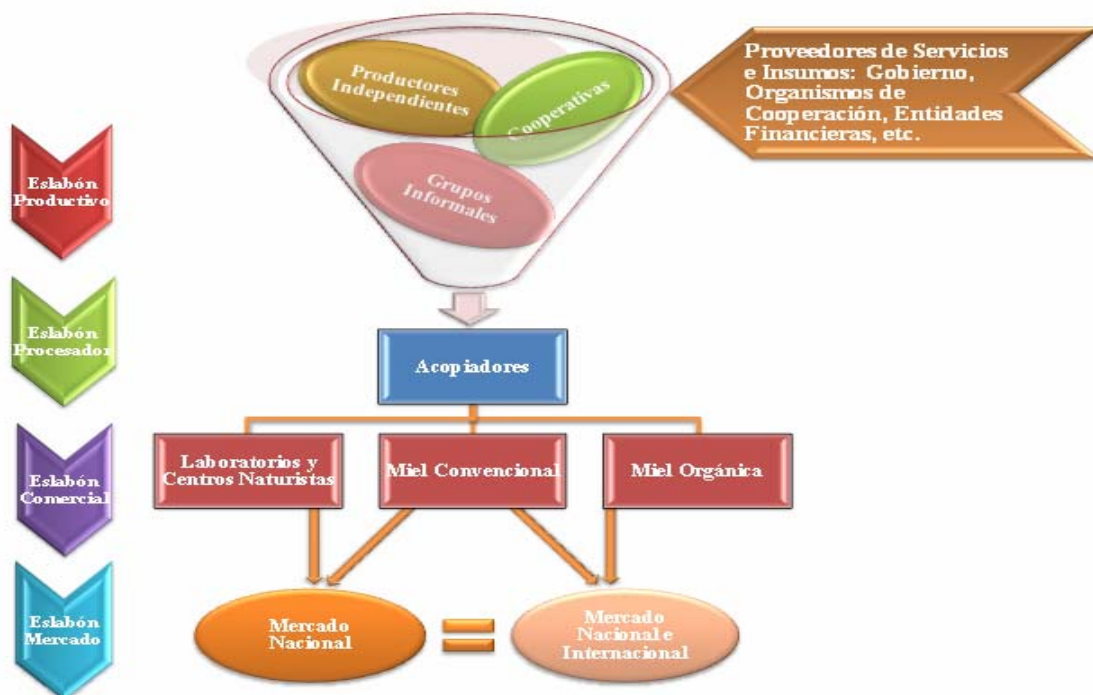 Productores
Independientes
Cooperativas
Grupos
Informales
Proveedores de Servicios
e Insumos: Gobierno,
Organismos de
Cooperación, Entidades
Financieras, etc.
Eslabón
Productivo
Eslabón
Procesador
Acopiadores
Eslabón
Comercial
Laboratorios y
Centros Naturistas
Miel Convencional
Miel Orgánica
Eslabón
Mercado
Mercado
Nacional
=
Mercado
Nacional e
Internacional